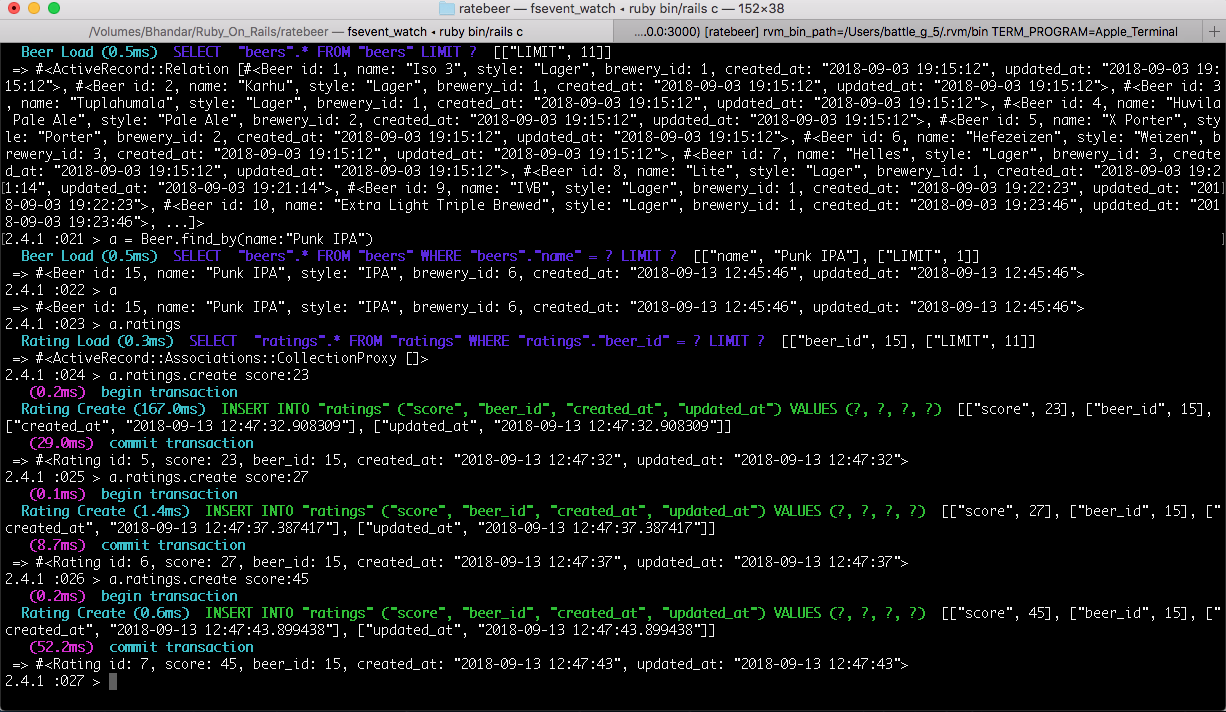 ratebeer — fsevent_watch ◂ ruby bin/rails c — 152×38
/Volumes/Bhandar/Ruby_On_Rails/ratebeer — fsevent_watch ◂ ruby bin/rails c
....0.0:3000) [ratebeer] rvm_bin_path=/Users/battle_g_5/.rvm/bin TERM_PROGRAM=Apple_Terminal
+
  Beer Load (0.5ms)  SELECT  "beers".* FROM "beers" LIMIT ?  [["LIMIT", 11]]
 => #<ActiveRecord::Relation [#<Beer id: 1, name: "Iso 3", style: "Lager", brewery_id: 1, created_at: "2018-09-03 19:15:12", updated_at: "2018-09-03 19:
15:12">, #<Beer id: 2, name: "Karhu", style: "Lager", brewery_id: 1, created_at: "2018-09-03 19:15:12", updated_at: "2018-09-03 19:15:12">, #<Beer id: 3
, name: "Tuplahumala", style: "Lager", brewery_id: 1, created_at: "2018-09-03 19:15:12", updated_at: "2018-09-03 19:15:12">, #<Beer id: 4, name: "Huvila
 Pale Ale", style: "Pale Ale", brewery_id: 2, created_at: "2018-09-03 19:15:12", updated_at: "2018-09-03 19:15:12">, #<Beer id: 5, name: "X Porter", sty
le: "Porter", brewery_id: 2, created_at: "2018-09-03 19:15:12", updated_at: "2018-09-03 19:15:12">, #<Beer id: 6, name: "Hefezeizen", style: "Weizen", b
rewery_id: 3, created_at: "2018-09-03 19:15:12", updated_at: "2018-09-03 19:15:12">, #<Beer id: 7, name: "Helles", style: "Lager", brewery_id: 3, create
d_at: "2018-09-03 19:15:12", updated_at: "2018-09-03 19:15:12">, #<Beer id: 8, name: "Lite", style: "Lager", brewery_id: 1, created_at: "2018-09-03 19:2
1:14", updated_at: "2018-09-03 19:21:14">, #<Beer id: 9, name: "IVB", style: "Lager", brewery_id: 1, created_at: "2018-09-03 19:22:23", updated_at: "201
8-09-03 19:22:23">, #<Beer id: 10, name: "Extra Light Triple Brewed", style: "Lager", brewery_id: 1, created_at: "2018-09-03 19:23:46", updated_at: "201
8-09-03 19:23:46">, ...]>
2.4.1 :021 > a = Beer.find_by(name:"Punk IPA")
  Beer Load (0.5ms)  SELECT  "beers".* FROM "beers" WHERE "beers"."name" = ? LIMIT ?  [["name", "Punk IPA"], ["LIMIT", 1]]
 => #<Beer id: 15, name: "Punk IPA", style: "IPA", brewery_id: 6, created_at: "2018-09-13 12:45:46", updated_at: "2018-09-13 12:45:46">
2.4.1 :022 > a
 => #<Beer id: 15, name: "Punk IPA", style: "IPA", brewery_id: 6, created_at: "2018-09-13 12:45:46", updated_at: "2018-09-13 12:45:46">
2.4.1 :023 > a.ratings
  Rating Load (0.3ms)  SELECT  "ratings".* FROM "ratings" WHERE "ratings"."beer_id" = ? LIMIT ?  [["beer_id", 15], ["LIMIT", 11]]
 => #<ActiveRecord::Associations::CollectionProxy []>
2.4.1 :024 > a.ratings.create score:23
   (0.2ms)  begin transaction
  Rating Create (167.0ms)  INSERT INTO "ratings" ("score", "beer_id", "created_at", "updated_at") VALUES (?, ?, ?, ?)  [["score", 23], ["beer_id", 15],
["created_at", "2018-09-13 12:47:32.908309"], ["updated_at", "2018-09-13 12:47:32.908309"]]
   (29.0ms)  commit transaction
 => #<Rating id: 5, score: 23, beer_id: 15, created_at: "2018-09-13 12:47:32", updated_at: "2018-09-13 12:47:32">
2.4.1 :025 > a.ratings.create score:27
   (0.1ms)  begin transaction
  Rating Create (1.4ms)  INSERT INTO "ratings" ("score", "beer_id", "created_at", "updated_at") VALUES (?, ?, ?, ?)  [["score", 27], ["beer_id", 15], ["
created_at", "2018-09-13 12:47:37.387417"], ["updated_at", "2018-09-13 12:47:37.387417"]]
   (8.7ms)  commit transaction
 => #<Rating id: 6, score: 27, beer_id: 15, created_at: "2018-09-13 12:47:37", updated_at: "2018-09-13 12:47:37">
2.4.1 :026 > a.ratings.create score:45
   (0.2ms)  begin transaction
  Rating Create (0.6ms)  INSERT INTO "ratings" ("score", "beer_id", "created_at", "updated_at") VALUES (?, ?, ?, ?)  [["score", 45], ["beer_id", 15], ["
created_at", "2018-09-13 12:47:43.899438"], ["updated_at", "2018-09-13 12:47:43.899438"]]
   (52.2ms)  commit transaction
 => #<Rating id: 7, score: 45, beer_id: 15, created_at: "2018-09-13 12:47:43", updated_at: "2018-09-13 12:47:43">
2.4.1 :027 >